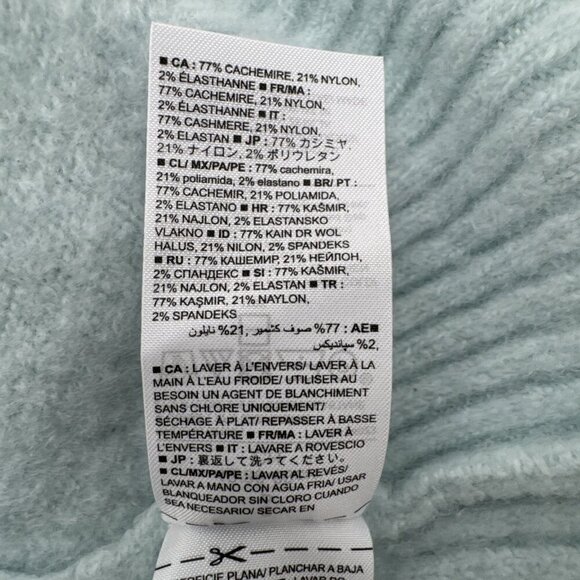 ■ CA : 77% CACHEMIRE, 21% NYLON,
2% ÉLASTHANNE ■ FR/MA :
77% CACHEMIRE, 21% NYLON,
2% ÉLASTHANNE ■ IT :
77% CASHMERE, 21% NYLON,
2% ELASTAN ■ JP : 77% カシミヤ,
21% ナイロン, 2% ポリウレタン
■ CL/ MX/PA/PE : 77% cachemira,
21% poliamida, 2% elastano ■ BR/ PT :
77% CACHEMIR, 21% POLIAMIDA,
2% ELASTANO ■ HR : 77% KAŠMIR,
21% NAJLON, 2% ELASTANSKO
VLAKNO ■ ID : 77% KAIN DR WOL
HALUS, 21% NILON, 2% SPANDEKS
■ RU : 77% КАШЕМИР, 21% НЕЙЛОН,
2% СПАНДЕКС ■ SI : 77% KAŠMIR,
21% NAJLON, 2% ELASTAN ■ TR :
77% KAŞMIR, 21% NAYLON,
2% SPANDEKS
■AE : 77% صوف كشمير, 21% نايلون
,2% سپانديكس
■ CA : LAVER À L'ENVERS/ LAVER À LA
MAIN À L'EAU FROIDE/ UTILISER AU
BESOIN UN AGENT DE BLANCHIMENT
SANS CHLORE UNIQUEMENT/
SÉCHAGE À PLAT/ REPASSER À BASSE
TEMPÉRATURE ■ FR/MA : LAVER À
L'ENVERS ■ IT : LAVARE A ROVESCIO
■ JP : 裏返して洗ってください。
■ CL/MX/PA/PE : LAVAR AL REVÉS/
LAVAR A MANO CON AGUA FRIA/ USAR
BLANQUEADOR SIN CLORO CUANDO
SEA NECESARIO/ SECAR EN
PLANA/ PLANCHAR A BAJA